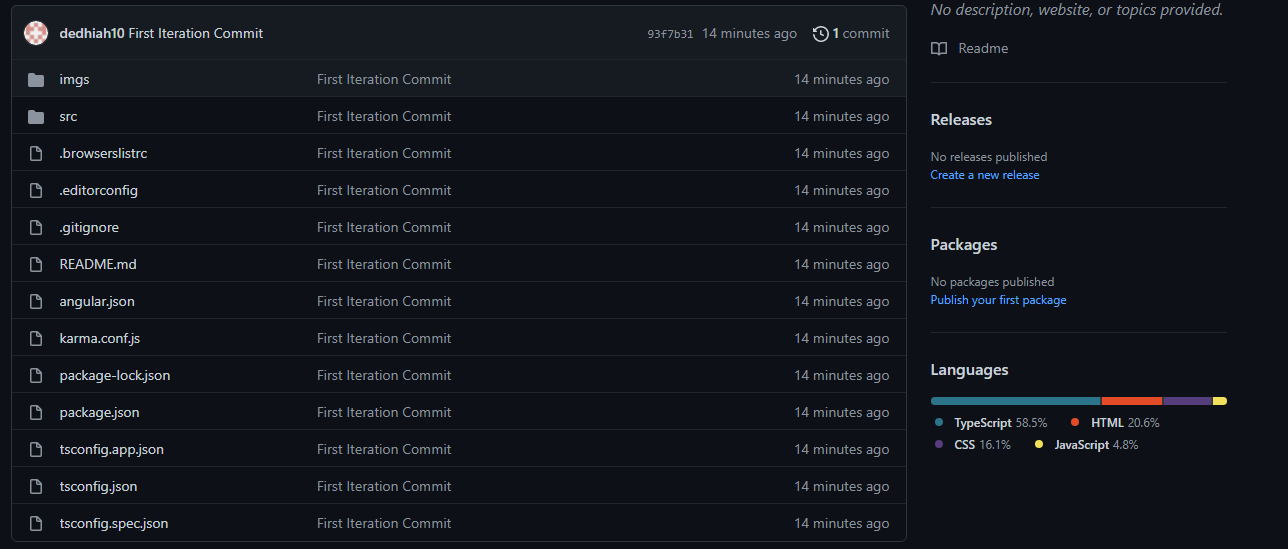 dedhiah10 First Iteration Commit 93f7b31 14 minutes ago 1 commit
imgs First Iteration Commit 14 minutes ago
src First Iteration Commit 14 minutes ago
.browserslistrc First Iteration Commit 14 minutes ago
.editorconfig First Iteration Commit 14 minutes ago
.gitignore First Iteration Commit 14 minutes ago
README.md First Iteration Commit 14 minutes ago
angular.json First Iteration Commit 14 minutes ago
karma.conf.js First Iteration Commit 14 minutes ago
package-lock.json First Iteration Commit 14 minutes ago
package.json First Iteration Commit 14 minutes ago
tsconfig.app.json First Iteration Commit 14 minutes ago
tsconfig.json First Iteration Commit 14 minutes ago
tsconfig.spec.json First Iteration Commit 14 minutes ago
No description, website, or topics provided.
Readme
Releases
No releases published
Create a new release
Packages
No packages published
Publish your first package
Languages
TypeScript 58.5% HTML 20.6%
CSS 16.1% JavaScript 4.8%